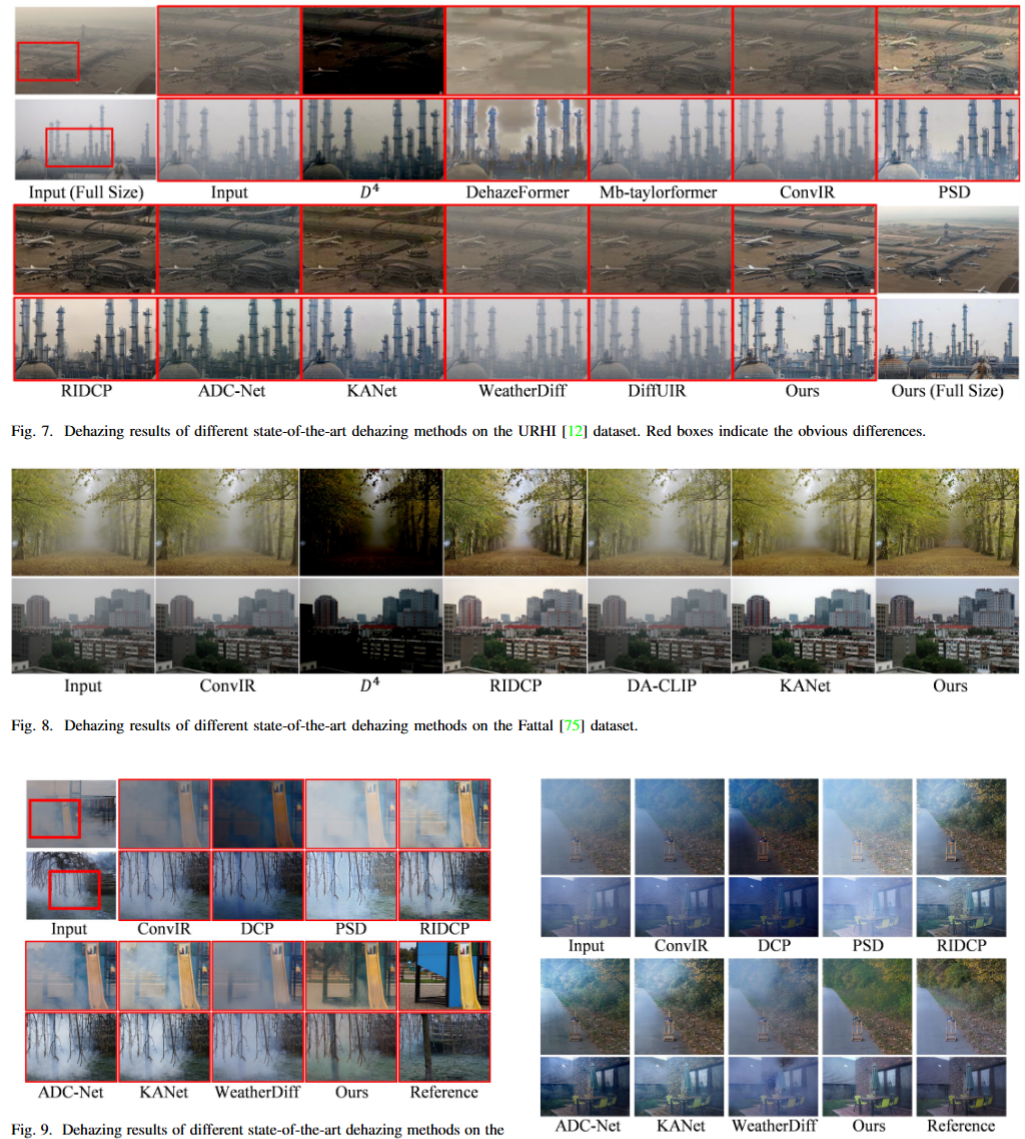 Input (Full Size) Input D⁴ DehazeFormer Mb-taylorformer ConvIR PSD
RIDCP ADC-Net KANet WeatherDiff DiffUIR Ours Ours (Full Size)
Fig. 7. Dehazing results of different state-of-the-art dehazing methods on the URHI [12] dataset. Red boxes indicate the obvious differences.
Input ConvIR D⁴ RIDCP DA-CLIP KANet Ours
Fig. 8. Dehazing results of different state-of-the-art dehazing methods on the Fattal [75] dataset.
Input ConvIR DCP PSD RIDCP
ADC-Net KANet WeatherDiff Ours Reference
Fig. 9. Dehazing results of different state-of-the-art dehazing methods on the
Input ConvIR DCP PSD RIDCP
ADC-Net KANet WeatherDiff Ours Reference